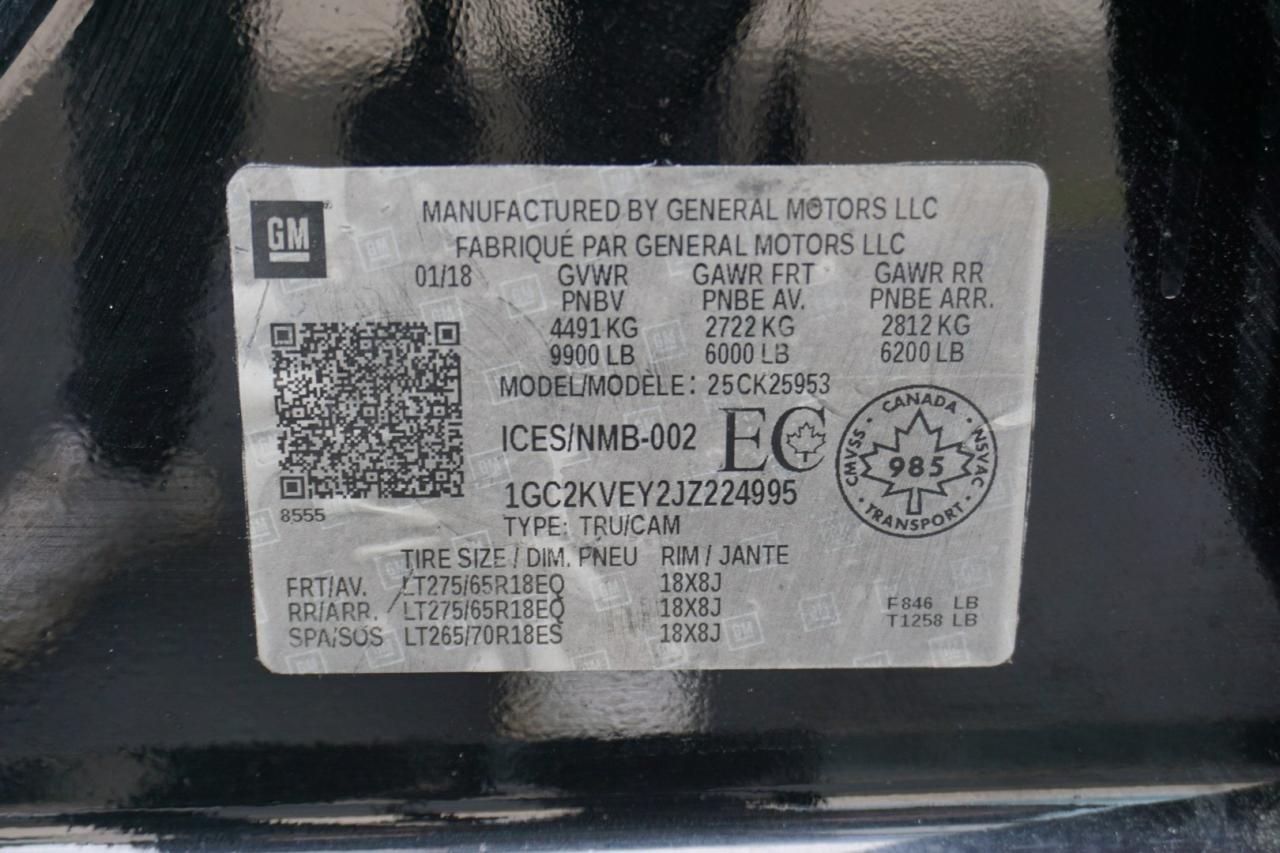 GM
MANUFACTURED BY GENERAL MOTORS LLC
FABRIQUÉ PAR GENERAL MOTORS LLC
01/18 GVWR GAWR FRT GAWR RR
PNBV PNBE AV. PNBE ARR.
4491 KG 2722 KG 2812 KG
9900 LB 6000 LB 6200 LB
MODEL/MODÈLE: 25CK25953
ICES/NMB-002 EC
CANADA
CMVSS 985 NSVAC
TRANSPORT
1GC2KVEY2JZ224995
8555
TYPE: TRU/CAM
TIRE SIZE / DIM. PNEU RIM / JANTE
FRT/AV. LT275/65R18EQ 18X8J
RR/ARR. LT275/65R18EQ 18X8J
SPA/SOS LT265/70R18ES 18X8J
F846 LB
T1258 LB